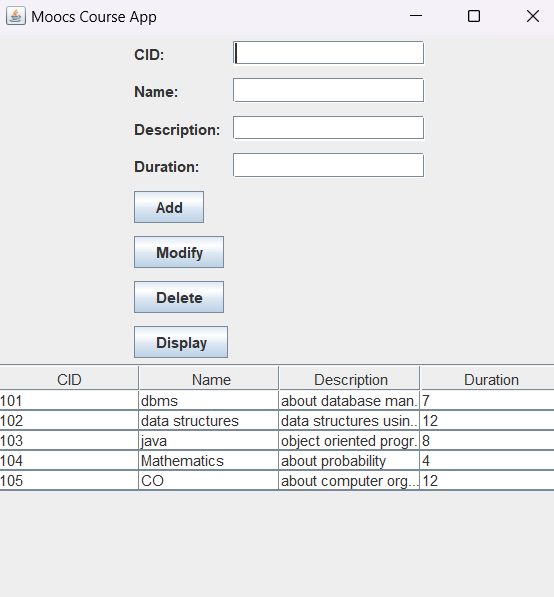 Moocs Course App
CID:
Name:
Description:
Duration:
Add
Modify
Delete
Display
CID Name Description Duration
101 dbms about database man.. 7
102 data structures data structures usin... 12
103 java object oriented progr.. 8
104 Mathematics about probability 4
105 CO about computer org... 12